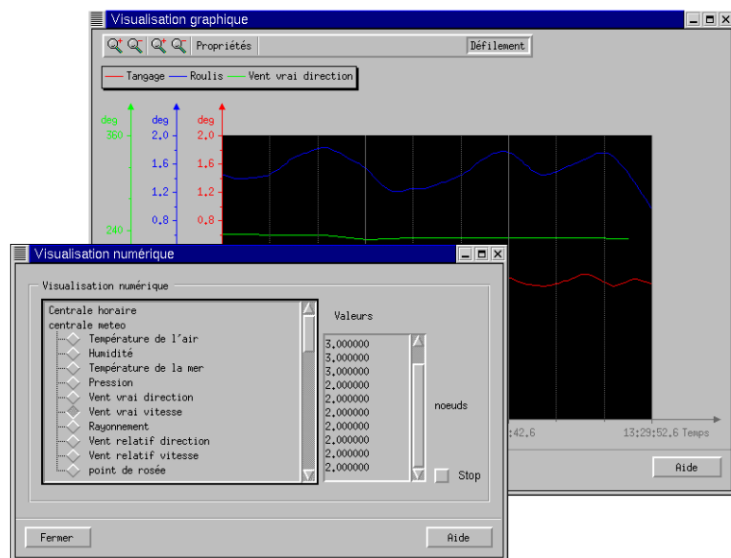 Visualisation graphique
Propriétés
Défilement
Tangage Roulis Vent vrai direction
deg deg deg
360 2.0 2.0
1.6 1.6
1.2 1.2
240 0.8 0.8
:42.6 13:29:52.6 Temps
Aide
Visualisation numérique
Visualisation numérique
Centrale horaire
centrale meteo
Température de l'air
Humidité
Température de la mer
Pression
Vent vrai direction
Vent vrai vitesse
Rayonnement
Vent relatif direction
Vent relatif vitesse
point de rosée
Valeurs
3.000000
3.000000
3.000000
2.000000
2.000000
2.000000
2.000000
2.000000
2.000000
2.000000
noeuds
Stop
Fermer
Aide